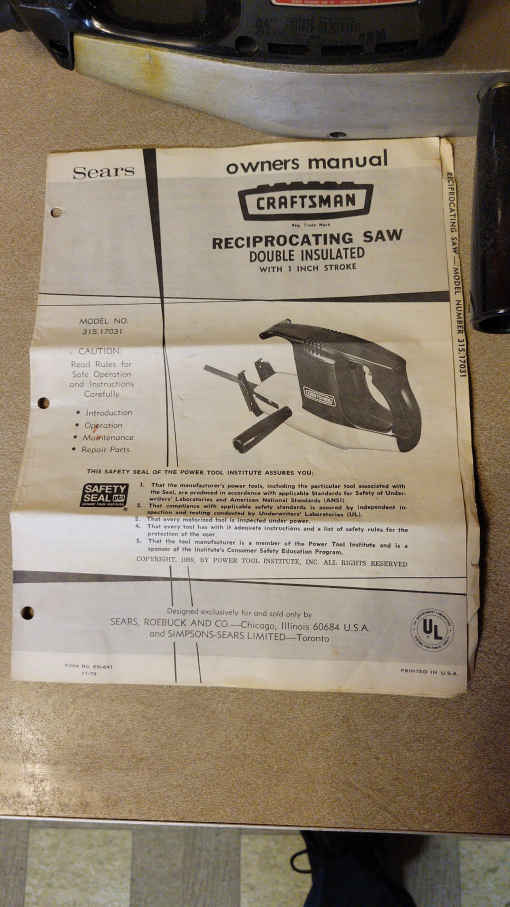 Sears
owners manual
CRAFTSMAN
Reg. Trade Mark
RECIPROCATING SAW
DOUBLE INSULATED
WITH 1 INCH STROKE
RECIPROCATING SAW — MODEL NUMBER 315.17031
MODEL NO.
315.17031
CAUTION:
Read Rules for
Safe Operation
and Instructions
Carefully
• Introduction
• Operation
• Maintenance
• Repair Parts
CRAFTSMAN
THIS SAFETY SEAL OF THE POWER TOOL INSTITUTE ASSURES YOU:
SAFETY
SEAL pti
1. That the manufacturer's power tools, including the particular tool associated with
the Seal, are produced in accordance with applicable Standards for Safety of Under-
writers' Laboratories and American National Standards (ANSI)
2. That compliance with applicable safety standards is assured by independent in-
spection and testing conducted by Underwriters' Laboratories (UL).
3. That every motorized tool is inspected under power.
4. That every tool has with it adequate instructions and a list of safety rules for the
protection of the user
5. That the tool manufacturer is a member of the Power Tool Institute and is a
sponsor of the Institute's Consumer Safety Education Program.
COPYRIGHT, BY POWER TOOL INSTITUTE, INC. ALL RIGHTS RESERVED
Designed exclusively for and sold only by
SEARS, ROEBUCK AND CO.—Chicago, Illinois 60684 U.S.A.
and SIMPSONS-SEARS LIMITED—Toronto
UL
Form No.
PRINTED IN U.S.A.